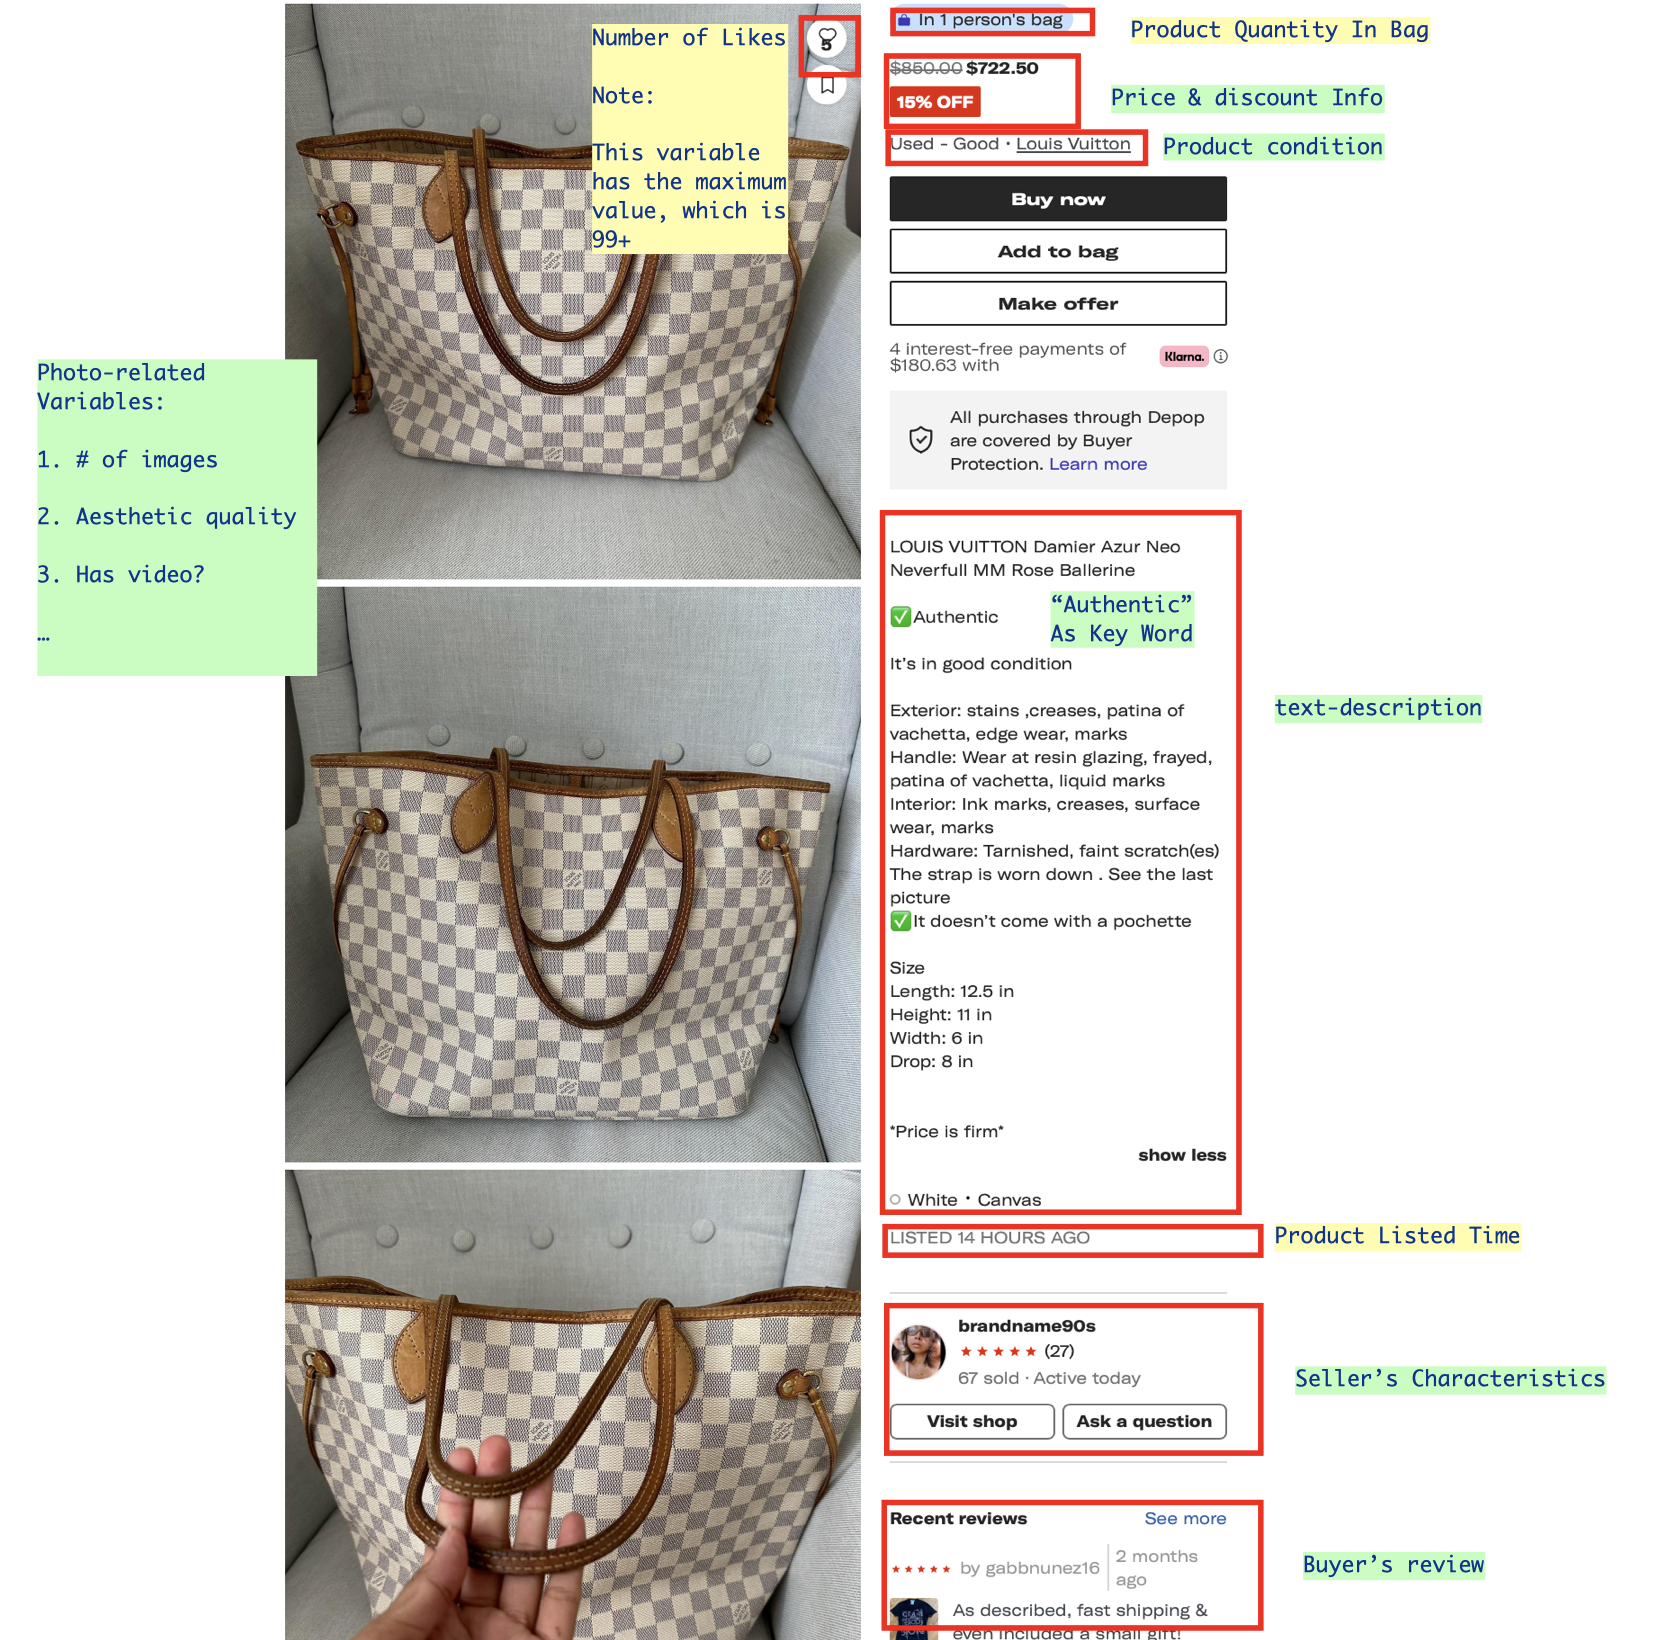 Photo-related
Variables:
1. # of images
2. Aesthetic quality
3. Has video?
…
Number of Likes
Note:
This variable
has the maximum
value, which is
99+
5
In 1 person's bag
Product Quantity In Bag
$850.00 $722.50
15% OFF
Price & discount Info
Used - Good · Louis Vuitton
Product condition
Buy now
Add to bag
Make offer
4 interest-free payments of
$180.63 with
Klarna.
All purchases through Depop
are covered by Buyer
Protection. Learn more
LOUIS VUITTON Damier Azur Neo
Neverfull MM Rose Ballerine
✅Authentic
“Authentic”
As Key Word
It’s in good condition
Exterior: stains ,creases, patina of
vachetta, edge wear, marks
Handle: Wear at resin glazing, frayed,
patina of vachetta, liquid marks
Interior: Ink marks, creases, surface
wear, marks
Hardware: Tarnished, faint scratch(es)
The strap is worn down . See the last
picture
✅It doesn’t come with a pochette
text-description
Size
Length: 12.5 in
Height: 11 in
Width: 6 in
Drop: 8 in
*Price is firm*
show less
White · Canvas
LISTED 14 HOURS AGO
Product Listed Time
brandname90s
★★★★★ (27)
67 sold · Active today
Visit shop
Ask a question
Seller’s Characteristics
Recent reviews
See more
★★★★★ by gabbnunez16
2 months
ago
As described, fast shipping &
even included a small gift!
Buyer’s review